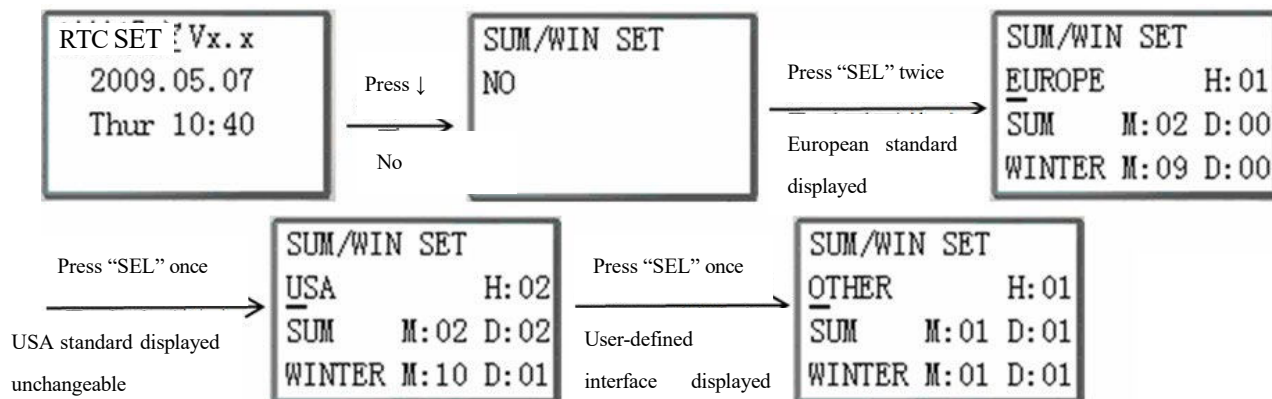 RTC SET Vx.x
2009.05.07
Thur 10:40
Press ↓
No
SUM/WIN SET
NO
Press “SEL” twice
European standard
displayed
SUM/WIN SET
EUROPE H:01
SUM M:02 D:00
WINTER M:09 D:00
Press “SEL” once
USA standard displayed
unchangeable
SUM/WIN SET
USA H:02
SUM M:02 D:02
WINTER M:10 D:01
Press “SEL” once
User-defined
interface displayed
SUM/WIN SET
OTHER H:01
SUM M:01 D:01
WINTER M:01 D:01